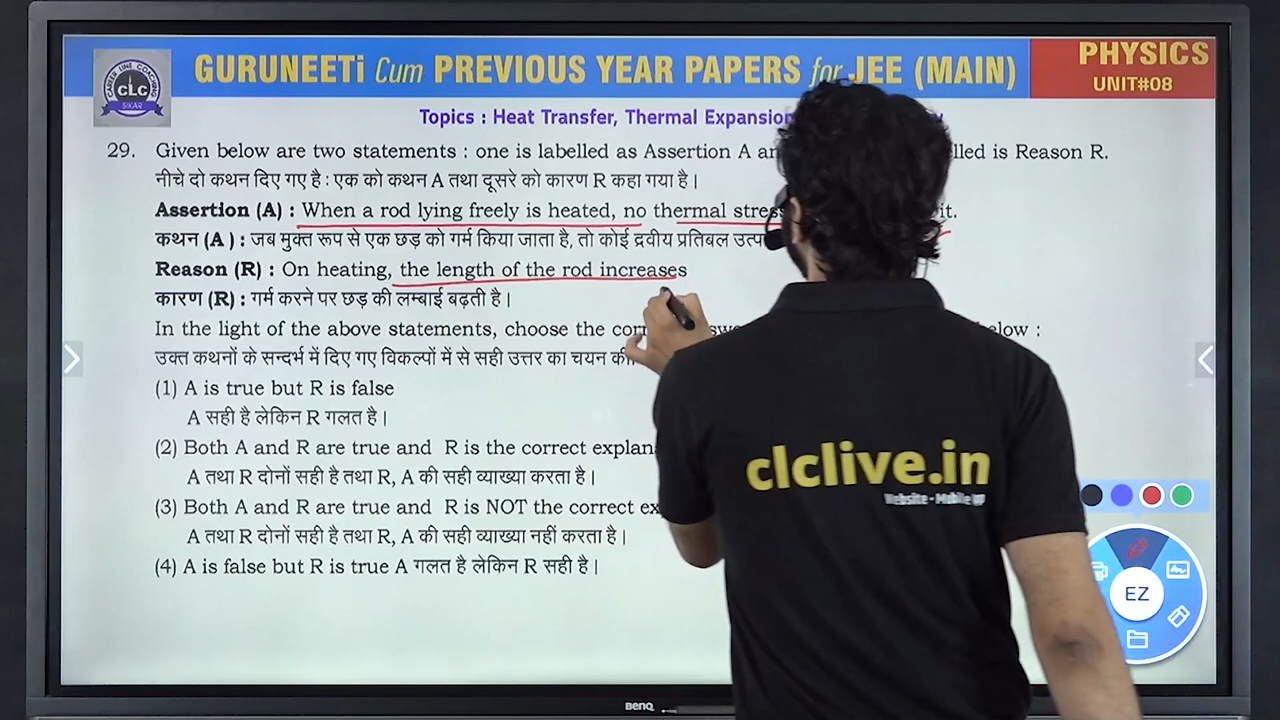 GURUNEETi Cum PREVIOUS YEAR PAPERS for JEE (MAIN)
PHYSICS
UNIT#08
CAREER LINE COACHING
CLC
SIKAR
Topics : Heat Transfer, Thermal Expansion
29. Given below are two statements : one is labelled as Assertion A lled is Reason R.
नीचे दो कथन दिए गए है : एक को कथन A तथा दूसरे को कारण R कहा गया है।
Assertion (A) : When a rod lying freely is heated, no thermal it.
कथन (A ) : जब मुक्त रूप से एक छड़ को गर्म किया जाता है, तो कोई द्रवीय प्रतिबल
Reason (R) : On heating, the length of the rod increases
कारण (R) : गर्म करने पर छड़ की लम्बाई बढ़ती है।
In the light of the above statements, choose the below :
उक्त कथनों के सन्दर्भ में दिए गए विकल्पों में से सही उत्तर का चयन
(1) A is true but R is false
A सही है लेकिन R गलत है।
(2) Both A and R are true and R is the correct
A तथा R दोनों सही है तथा R, A की सही व्याख्या करता है।
(3) Both A and R are true and R is NOT the correct
A तथा R दोनों सही है तथा R, A की सही व्याख्या नहीं करता है।
(4) A is false but R is true A गलत है लेकिन R सही है।
clclive.in
Website - Mobile
EZ
BenQ